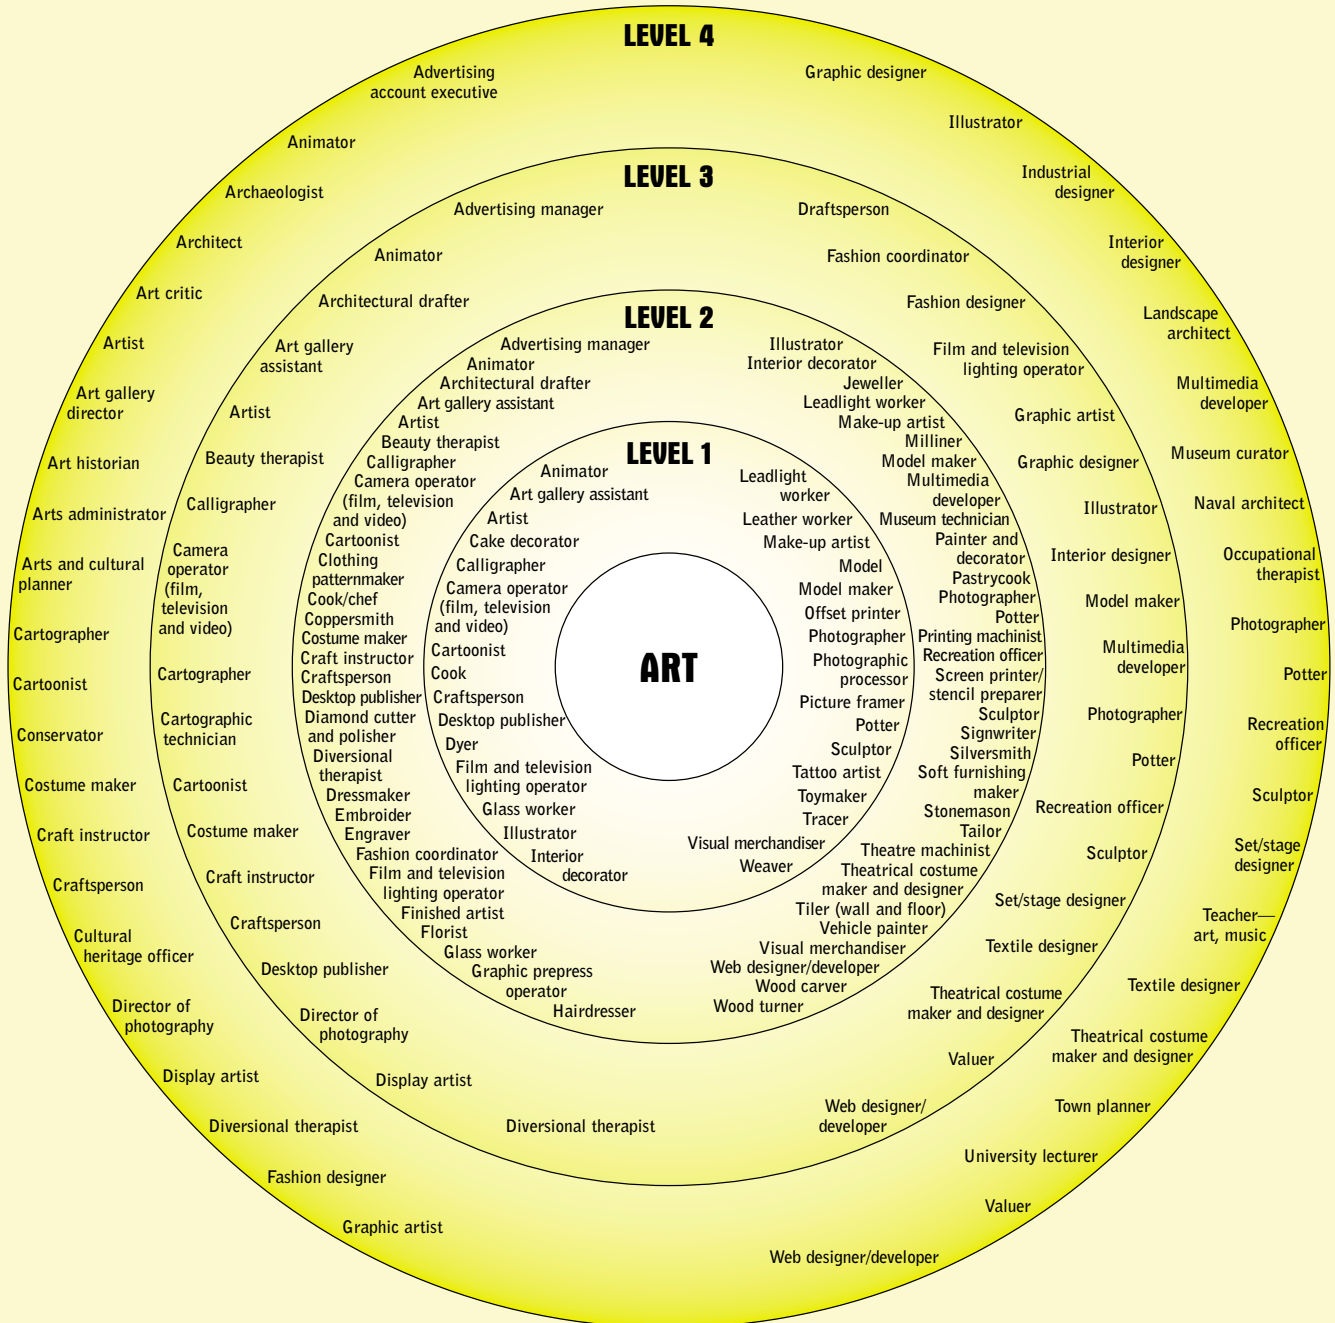 LEVEL 4
Advertising
account executive
Animator
Archaeologist
Architect
Art critic
Artist
Art gallery
director
Art historian
Arts administrator
Arts and cultural
planner
Cartographer
Cartoonist
Conservator
Costume maker
Craft instructor
Craftsperson
Cultural
heritage officer
Director of
photography
Display artist
Diversional therapist
Fashion designer
Graphic artist
Graphic designer
Illustrator
Industrial
designer
Interior
designer
Landscape
architect
Multimedia
developer
Museum curator
Naval architect
Occupational
therapist
Photographer
Potter
Recreation
officer
Sculptor
Set/stage
designer
Teacher—
art, music
Textile designer
Theatrical costume
maker and designer
Town planner
University lecturer
Valuer
Web designer/developer
LEVEL 3
Advertising manager
Animator
Architectural drafter
Art gallery
assistant
Artist
Beauty therapist
Calligrapher
Camera
operator
(film,
television
and video)
Cartographer
Cartographic
technician
Cartoonist
Costume maker
Craft instructor
Craftsperson
Desktop publisher
Director of
photography
Display artist
Diversional therapist
Draftsperson
Fashion coordinator
Fashion designer
Film and television
lighting operator
Graphic artist
Graphic designer
Illustrator
Interior designer
Model maker
Multimedia
developer
Photographer
Potter
Recreation officer
Sculptor
Set/stage designer
Textile designer
Theatrical costume
maker and designer
Valuer
Web designer/
developer
LEVEL 2
Advertising manager
Animator
Architectural drafter
Art gallery assistant
Artist
Beauty therapist
Calligrapher
Camera operator
(film, television
and video)
Cartoonist
Clothing
patternmaker
Cook/chef
Coppersmith
Costume maker
Craft instructor
Craftsperson
Desktop publisher
Diamond cutter
and polisher
Diversional
therapist
Dressmaker
Embroider
Engraver
Fashion coordinator
Film and television
lighting operator
Finished artist
Florist
Glass worker
Graphic prepress
operator
Hairdresser
Illustrator
Interior decorator
Jeweller
Leadlight worker
Make-up artist
Milliner
Model maker
Multimedia
developer
Museum technician
Painter and
decorator
Pastrycook
Photographer
Potter
Printing machinist
Recreation officer
Screen printer/
stencil preparer
Sculptor
Signwriter
Silversmith
Soft furnishing
maker
Stonemason
Tailor
Theatre machinist
Theatrical costume
maker and designer
Tiler (wall and floor)
Vehicle painter
Visual merchandiser
Web designer/developer
Wood carver
Wood turner
LEVEL 1
Animator
Art gallery assistant
Artist
Cake decorator
Calligrapher
Camera operator
(film, television
and video)
Cartoonist
Cook
Craftsperson
Desktop publisher
Dyer
Film and television
lighting operator
Glass worker
Illustrator
Interior
decorator
Leadlight
worker
Leather worker
Make-up artist
Model
Model maker
Offset printer
Photographer
Photographic
processor
Picture framer
Potter
Sculptor
Tattoo artist
Toymaker
Tracer
Visual merchandiser
Weaver
ART